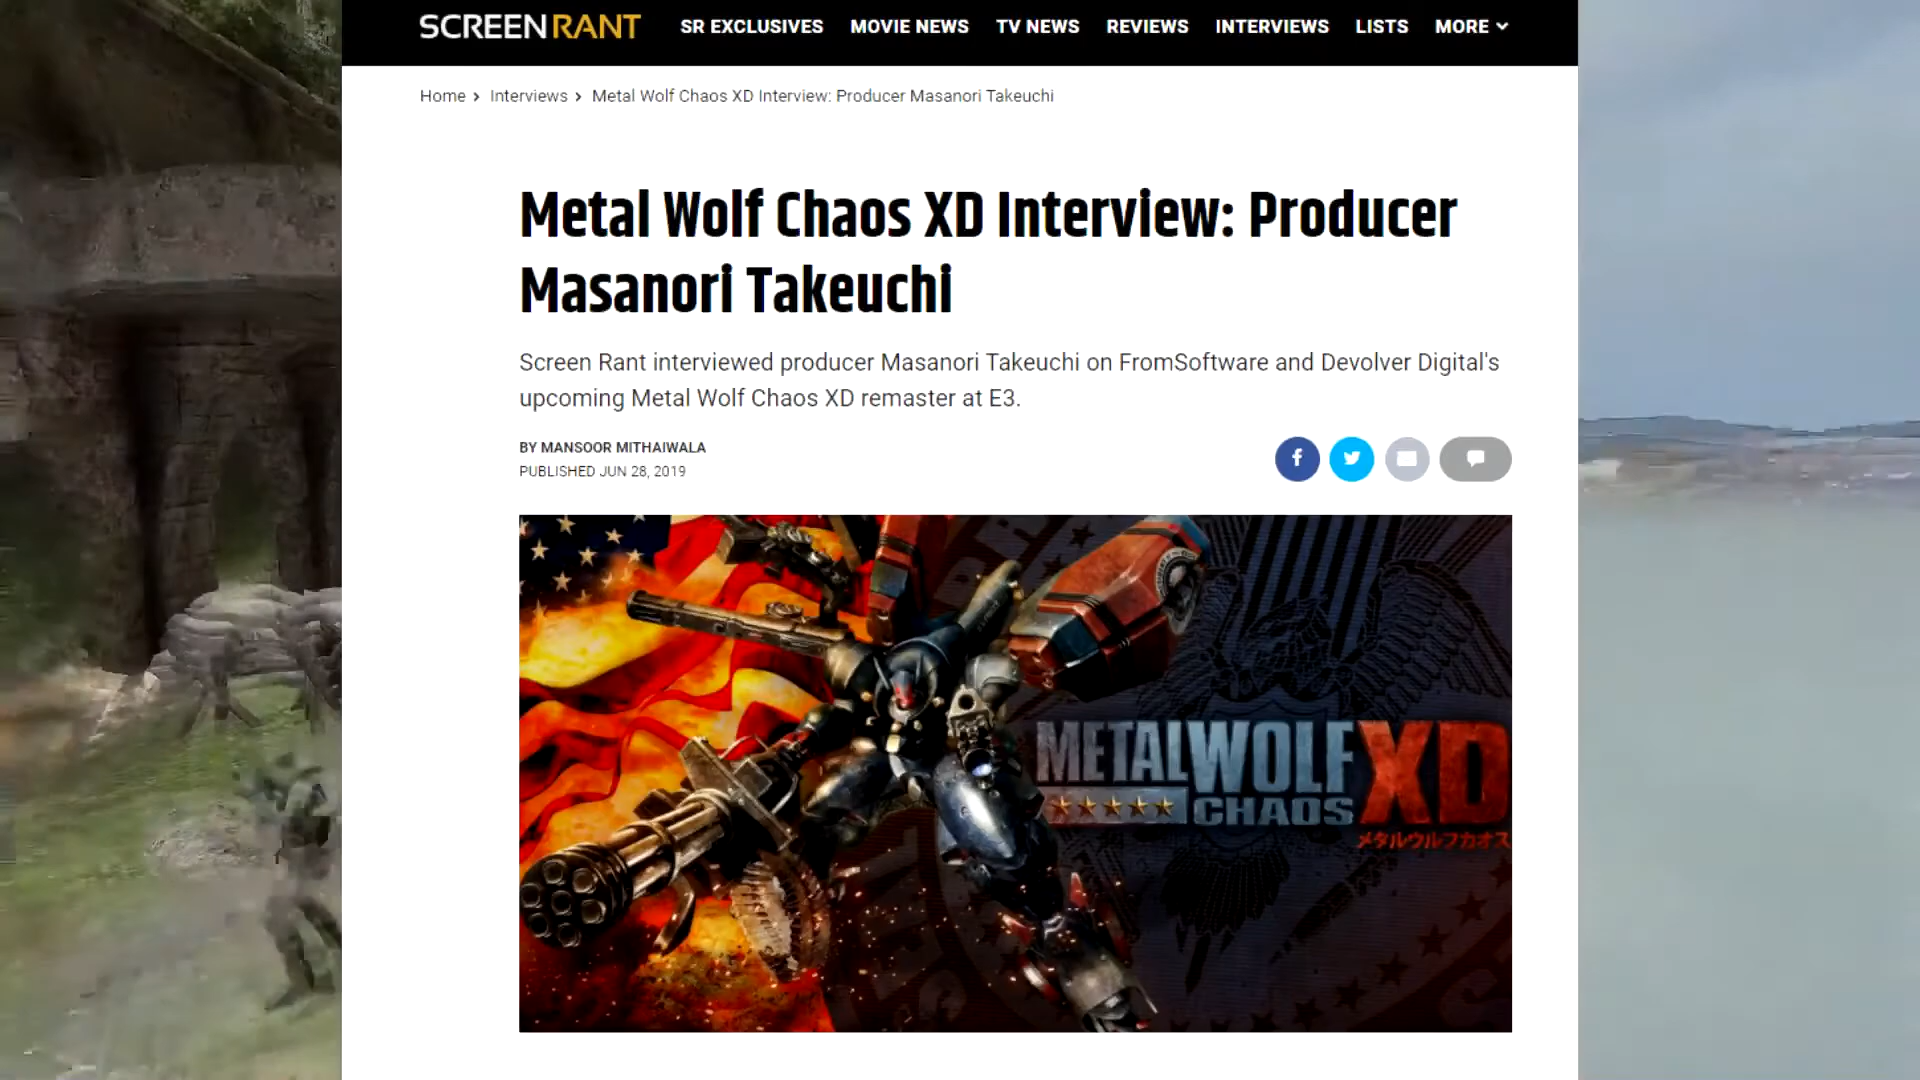 SCREENRANT SR EXCLUSIVES MOVIE NEWS TV NEWS REVIEWS INTERVIEWS LISTS MORE
Home > Interviews > Metal Wolf Chaos XD Interview: Producer Masanori Takeuchi
Metal Wolf Chaos XD Interview: Producer
Masanori Takeuchi
Screen Rant interviewed producer Masanori Takeuchi on FromSoftware and Devolver Digital's
upcoming Metal Wolf Chaos XD remaster at E3.
BY MANSOOR MITHAIWALA
PUBLISHED JUN 28, 2019
METAL WOLF XD
CHAOS
メタルウルフカオス